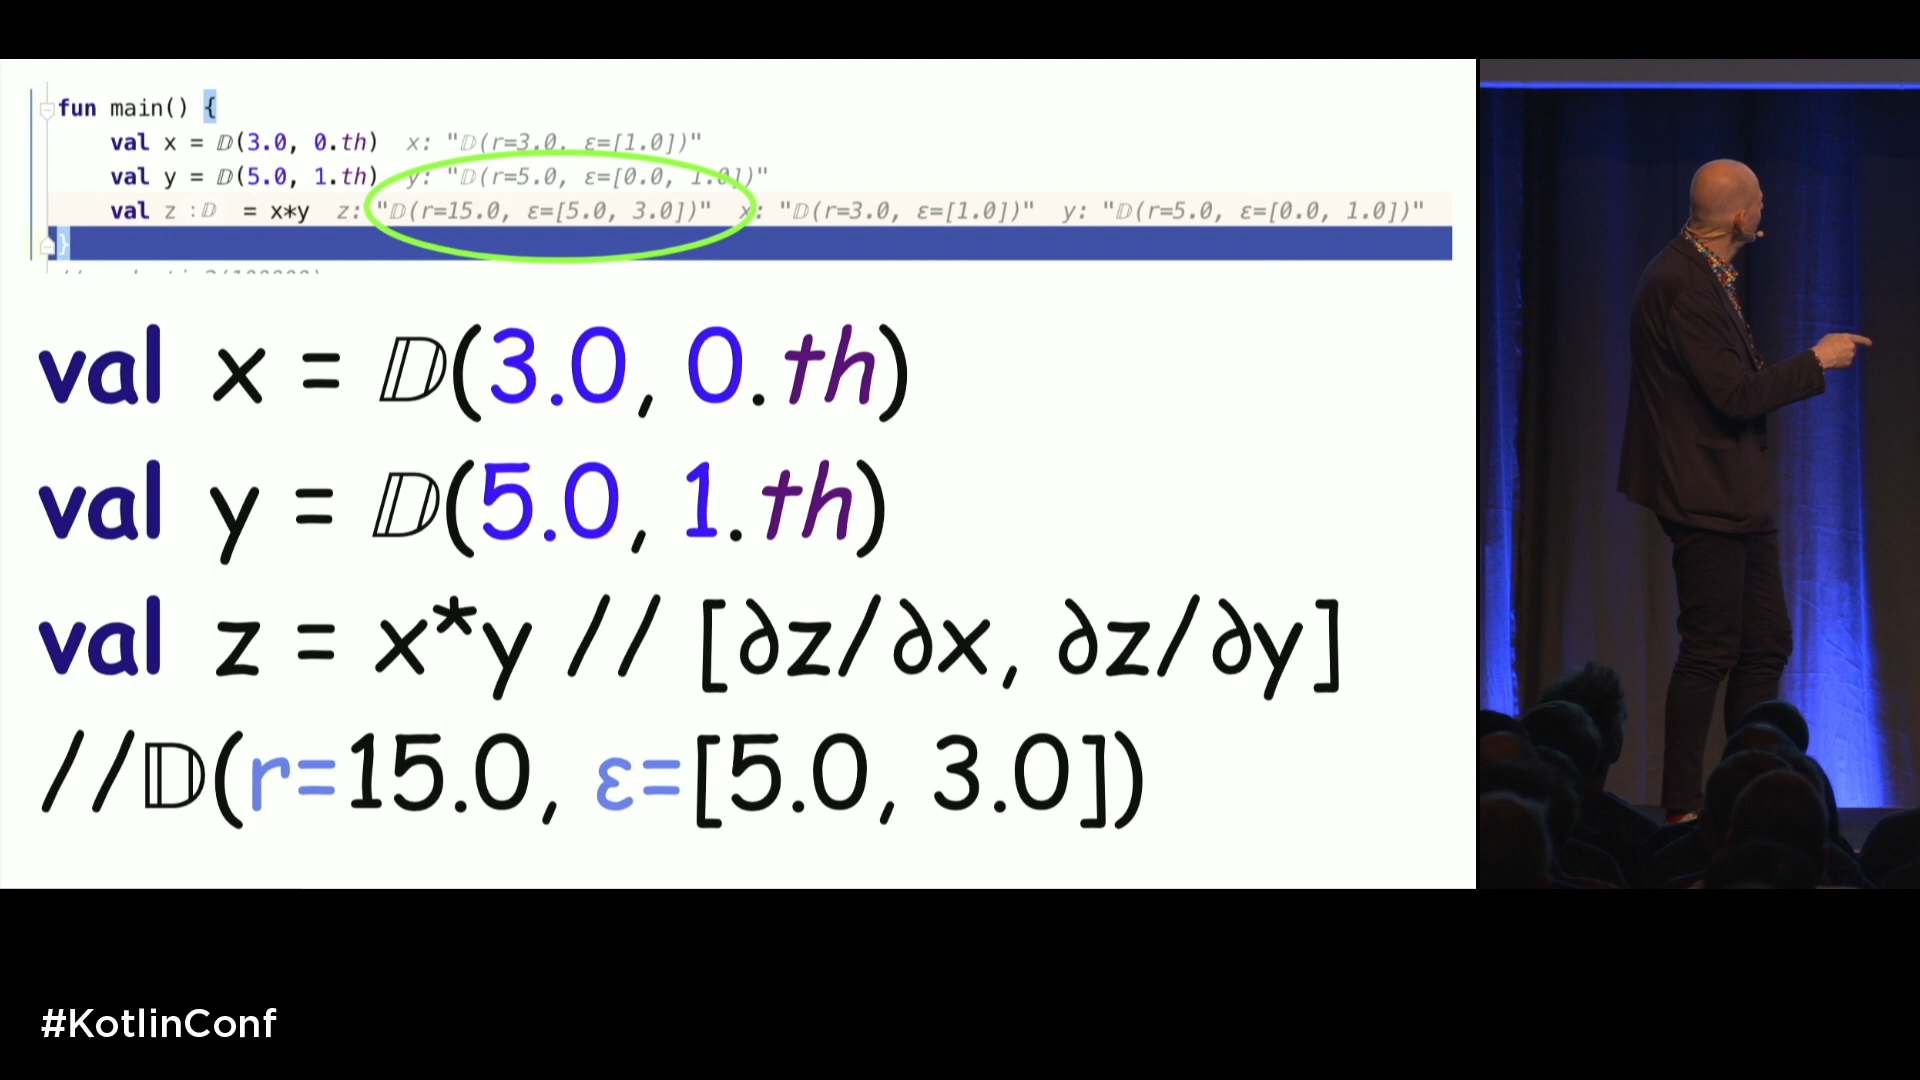 fun main() {
val x = 𝔻(3.0, 0.th) x: "𝔻(r=3.0, ε=[1.0])"
val y = 𝔻(5.0, 1.th) y: "𝔻(r=5.0, ε=[0.0, 1.0])"
val z :𝔻 = x*y z: "𝔻(r=15.0, ε=[5.0, 3.0])" x: "𝔻(r=3.0, ε=[1.0])" y: "𝔻(r=5.0, ε=[0.0, 1.0])"
}
val x = 𝔻(3.0, 0.th)
val y = 𝔻(5.0, 1.th)
val z = x*y // [∂z/∂x, ∂z/∂y]
//𝔻(r=15.0, ε=[5.0, 3.0])
#KotlinConf